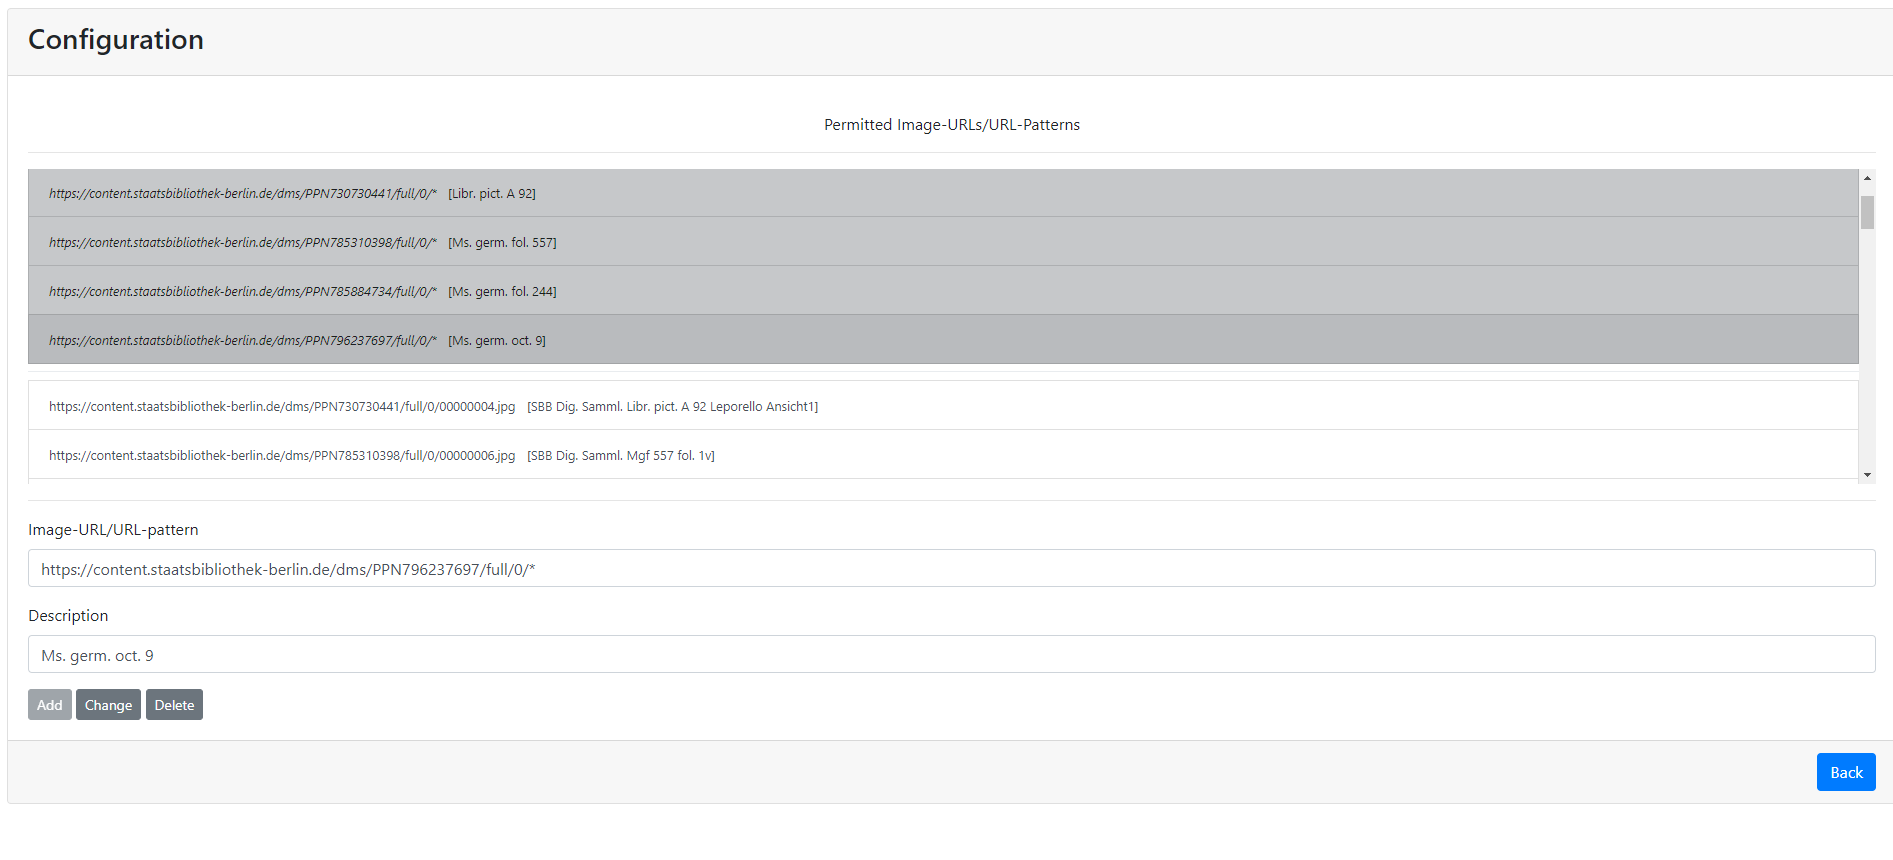 Configuration
Permitted Image-URLs/URL-Patterns
https://content.staatsbibliothek-berlin.de/dms/PPN730730441/full/0/* [Libr. pict. A 92]
https://content.staatsbibliothek-berlin.de/dms/PPN785310398/full/0/* [Ms. germ. fol. 557]
https://content.staatsbibliothek-berlin.de/dms/PPN785884734/full/0/* [Ms. germ. fol. 244]
https://content.staatsbibliothek-berlin.de/dms/PPN796237697/full/0/* [Ms. germ. oct. 9]
https://content.staatsbibliothek-berlin.de/dms/PPN730730441/full/0/00000004.jpg [SBB Dig. Samml. Libr. pict. A 92 Leporello Ansicht1]
https://content.staatsbibliothek-berlin.de/dms/PPN785310398/full/0/00000006.jpg [SBB Dig. Samml. Mgf 557 fol. 1v]
Image-URL/URL-pattern
https://content.staatsbibliothek-berlin.de/dms/PPN796237697/full/0/*
Description
Ms. germ. oct. 9
Add Change Delete
Back